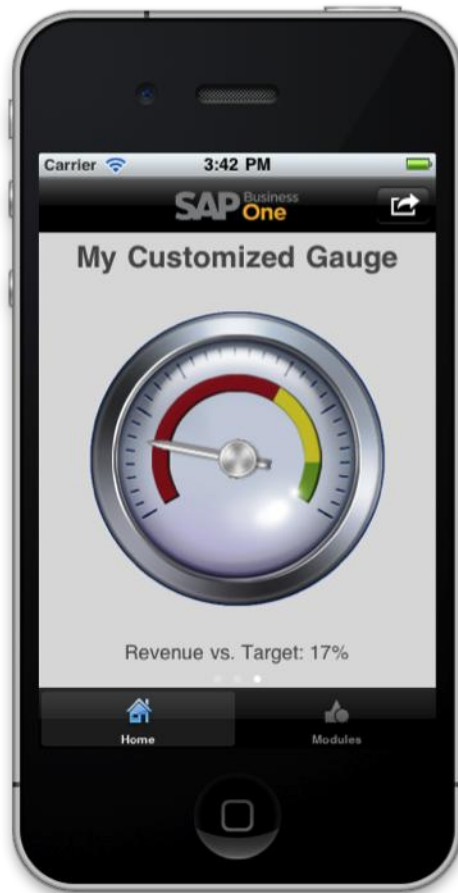 Carrier
3:42 PM
SAP Business One
My Customized Gauge
Revenue vs. Target: 17%
Home
Modules